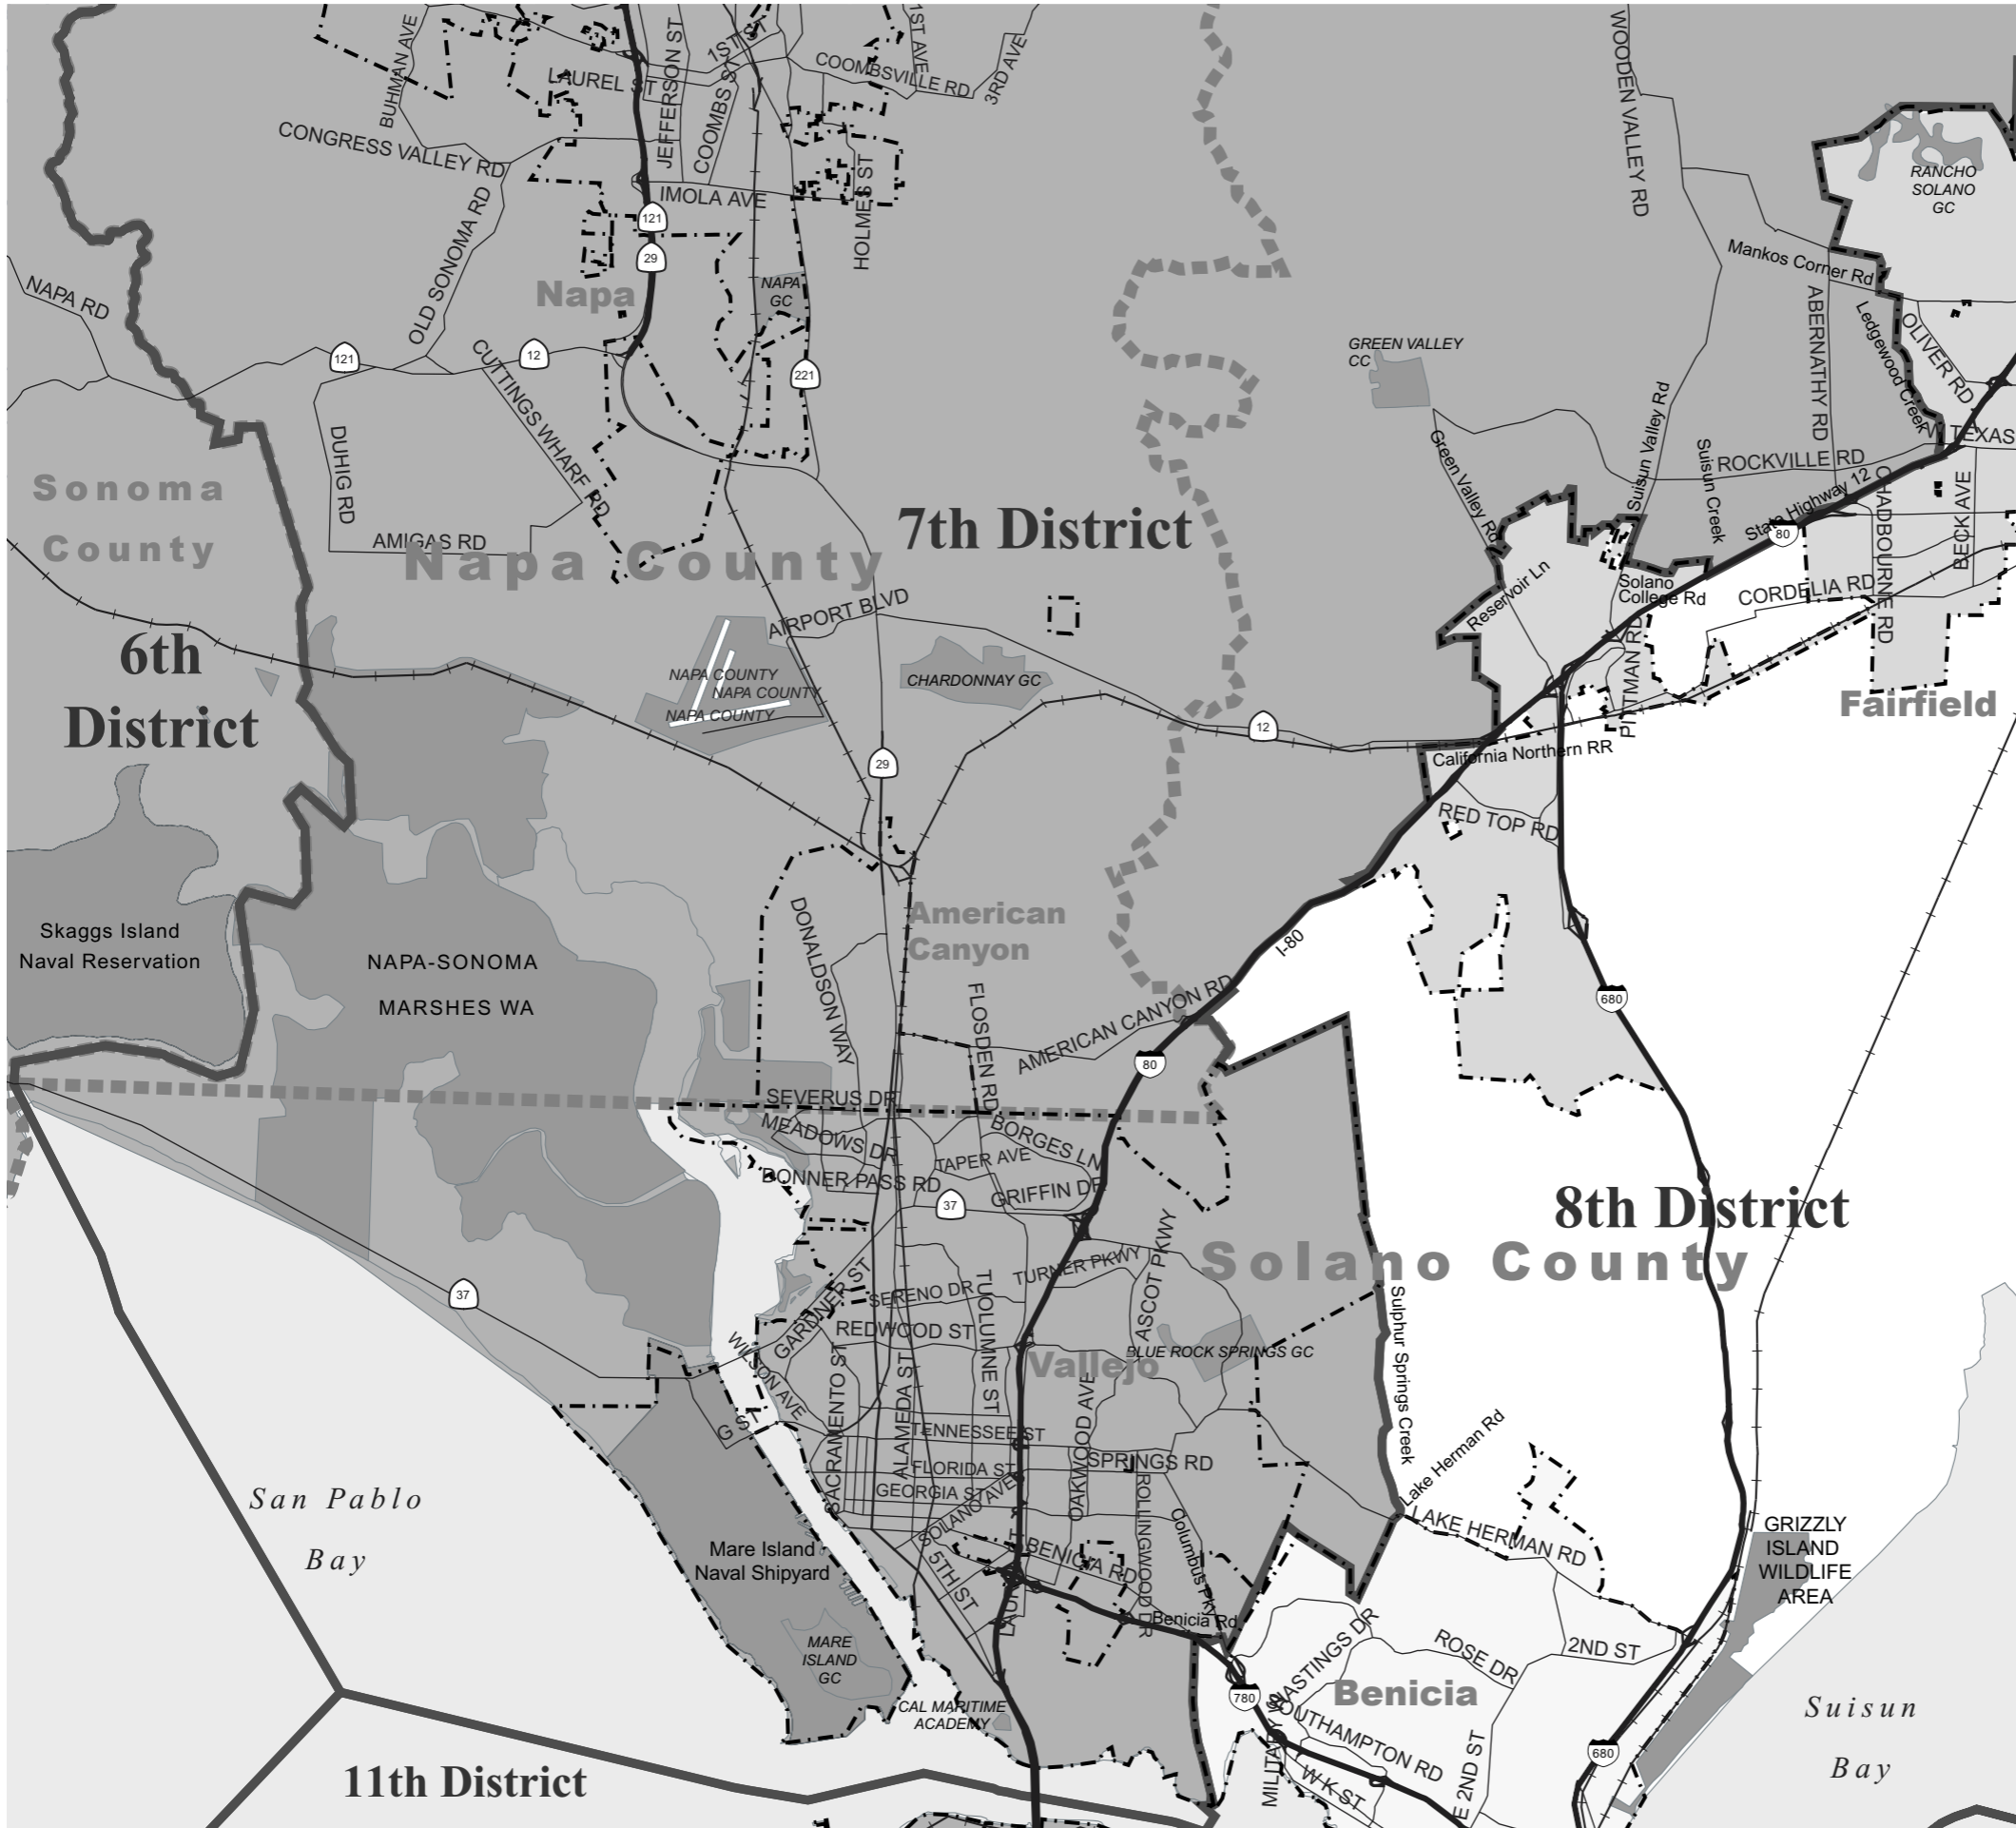 BUHMAN AVE
LAUREL ST
JEFFERSON ST
1ST ST
COOMBS ST
COOMBSVILLE RD
1ST AVE
3RD AVE
WOODEN VALLEY RD
CONGRESS VALLEY RD
OLD SONOMA RD
IMOLA AVE
HOLMES ST
121
29
RANCHO
SOLANO
GC
Mankos Corner Rd
NAPA RD
Napa
NAPA
GC
ABERNATHY RD
Ledgewood Creek
OLIVER RD
121
12
221
CUTTINGS WHARF RD
GREEN VALLEY
CC
DUHIG RD
Green Valley Rd
Suisun Valley Rd
Suisun Creek
ROCKVILLE RD
W TEXAS
State Highway 12
CHADBOURNE RD
BECK AVE
80
Sonoma
County
AMIGAS RD
Napa County
7th District
AIRPORT BLVD
Reservoir Ln
Solano
College Rd
CORDELIA RD
PITTMAN RD
6th
District
NAPA COUNTY
NAPA COUNTY
NAPA COUNTY
CHARDONNAY GC
Fairfield
12
California Northern RR
29
RED TOP RD
Skaggs Island
Naval Reservation
NAPA-SONOMA
MARSHES WA
DONALDSON WAY
American
Canyon
I-80
FLOSDEN RD
AMERICAN CANYON RD
680
80
SEVERUS DR
MEADOWS DR
BORGES LN
TAPER AVE
BONNER PASS RD
GRIFFIN DR
37
8th District
Solano County
TURNER PKWY
ASCOT PKWY
37
GARDNER ST
SERENO DR
TUOLUMNE ST
REDWOOD ST
WILSON AVE
Vallejo
BLUE ROCK SPRINGS GC
Sulphur Springs Creek
SACRAMENTO ST
ALAMEDA ST
OAKWOOD AVE
G ST
TENNESSEE ST
SPRINGS RD
FLORIDA ST
GEORGIA ST
SOLANO AVE
ROLLINGWOOD DR
Columbus Pky
Lake Herman Rd
LAKE HERMAN RD
San Pablo
Bay
GRIZZLY
ISLAND
WILDLIFE
AREA
Mare Island
Naval Shipyard
S 5TH ST
BENICIA RD
Benicia Rd
MARE
ISLAND
GC
CAL MARITIME
ACADEMY
HASTINGS DR
ROSE DR
2ND ST
780
Benicia
SOUTHAMPTON RD
W K ST
E 2ND ST
680
Suisun
Bay
11th District